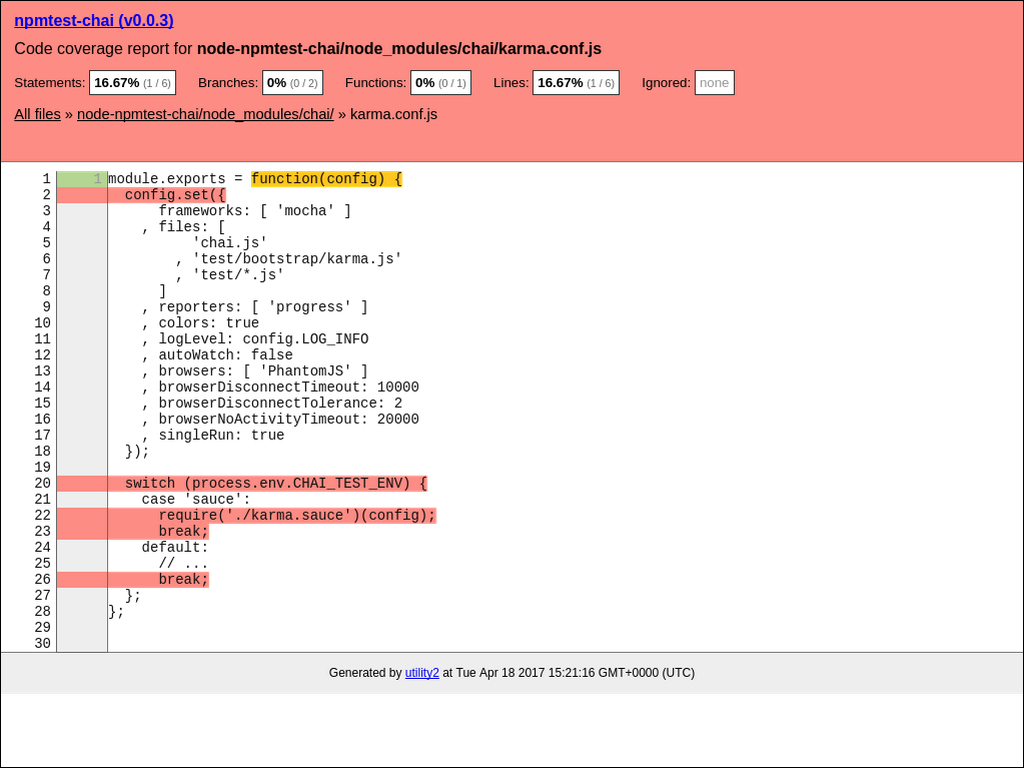 npmtest-chai (v0.0.3)
Code coverage report for node-npmtest-chai/node_modules/chai/karma.conf.js
Statements: 16.67% (1 / 6) Branches: 0% (0 / 2) Functions: 0% (0 / 1) Lines: 16.67% (1 / 6) Ignored: none
All files » node-npmtest-chai/node_modules/chai/ » karma.conf.js
1 1 module.exports = function(config) {
2 config.set({
3 frameworks: [ 'mocha' ]
4 , files: [
5 'chai.js'
6 , 'test/bootstrap/karma.js'
7 , 'test/*.js'
8 ]
9 , reporters: [ 'progress' ]
10 , colors: true
11 , logLevel: config.LOG_INFO
12 , autoWatch: false
13 , browsers: [ 'PhantomJS' ]
14 , browserDisconnectTimeout: 10000
15 , browserDisconnectTolerance: 2
16 , browserNoActivityTimeout: 20000
17 , singleRun: true
18 });
19
20 switch (process.env.CHAI_TEST_ENV) {
21 case 'sauce':
22 require('./karma.sauce')(config);
23 break;
24 default:
25 // ...
26 break;
27 };
28 };
29
30
Generated by utility2 at Tue Apr 18 2017 15:21:16 GMT+0000 (UTC)